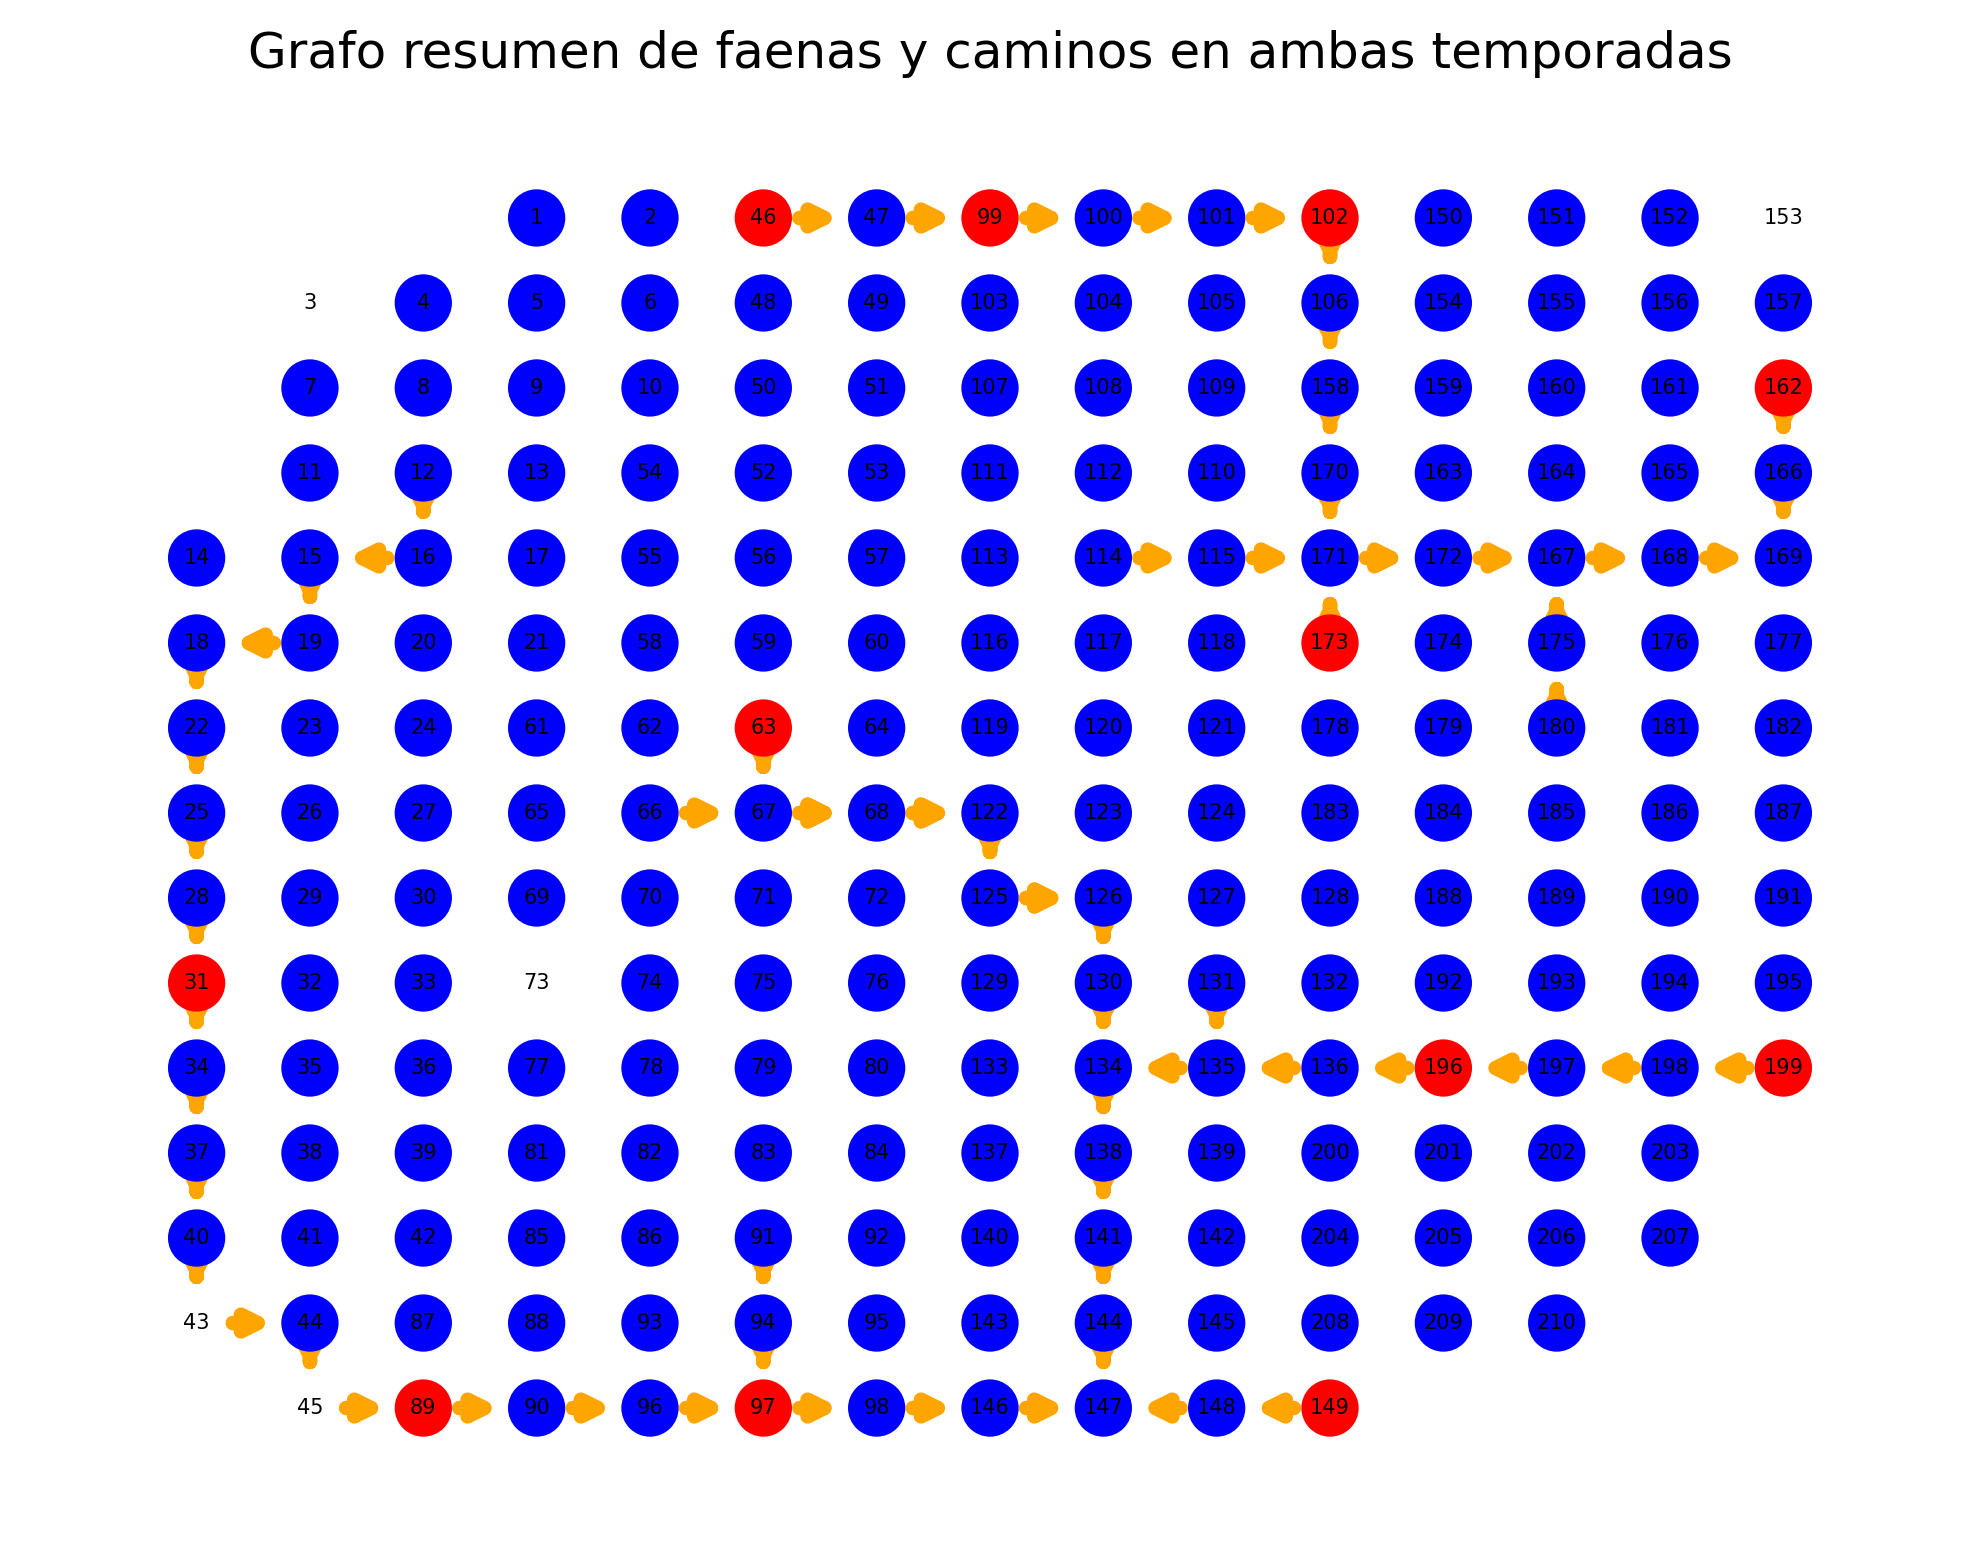 Grafo resumen de faenas y caminos en ambas temporadas
1 2 46 47 99 100 101 102 150 151 152 153
3 4 5 6 48 49 103 104 105 106 154 155 156 157
7 8 9 10 50 51 107 108 109 158 159 160 161 162
11 12 13 54 52 53 111 112 110 170 163 164 165 166
14 15 16 17 55 56 57 113 114 115 171 172 167 168 169
18 19 20 21 58 59 60 116 117 118 173 174 175 176 177
22 23 24 61 62 63 64 119 120 121 178 179 180 181 182
25 26 27 65 66 67 68 122 123 124 183 184 185 186 187
28 29 30 69 70 71 72 125 126 127 128 188 189 190 191
31 32 33 73 74 75 76 129 130 131 132 192 193 194 195
34 35 36 77 78 79 80 133 134 135 136 196 197 198 199
37 38 39 81 82 83 84 137 138 139 200 201 202 203
40 41 42 85 86 91 92 140 141 142 204 205 206 207
43 44 87 88 93 94 95 143 144 145 208 209 210
45 89 90 96 97 98 146 147 148 149